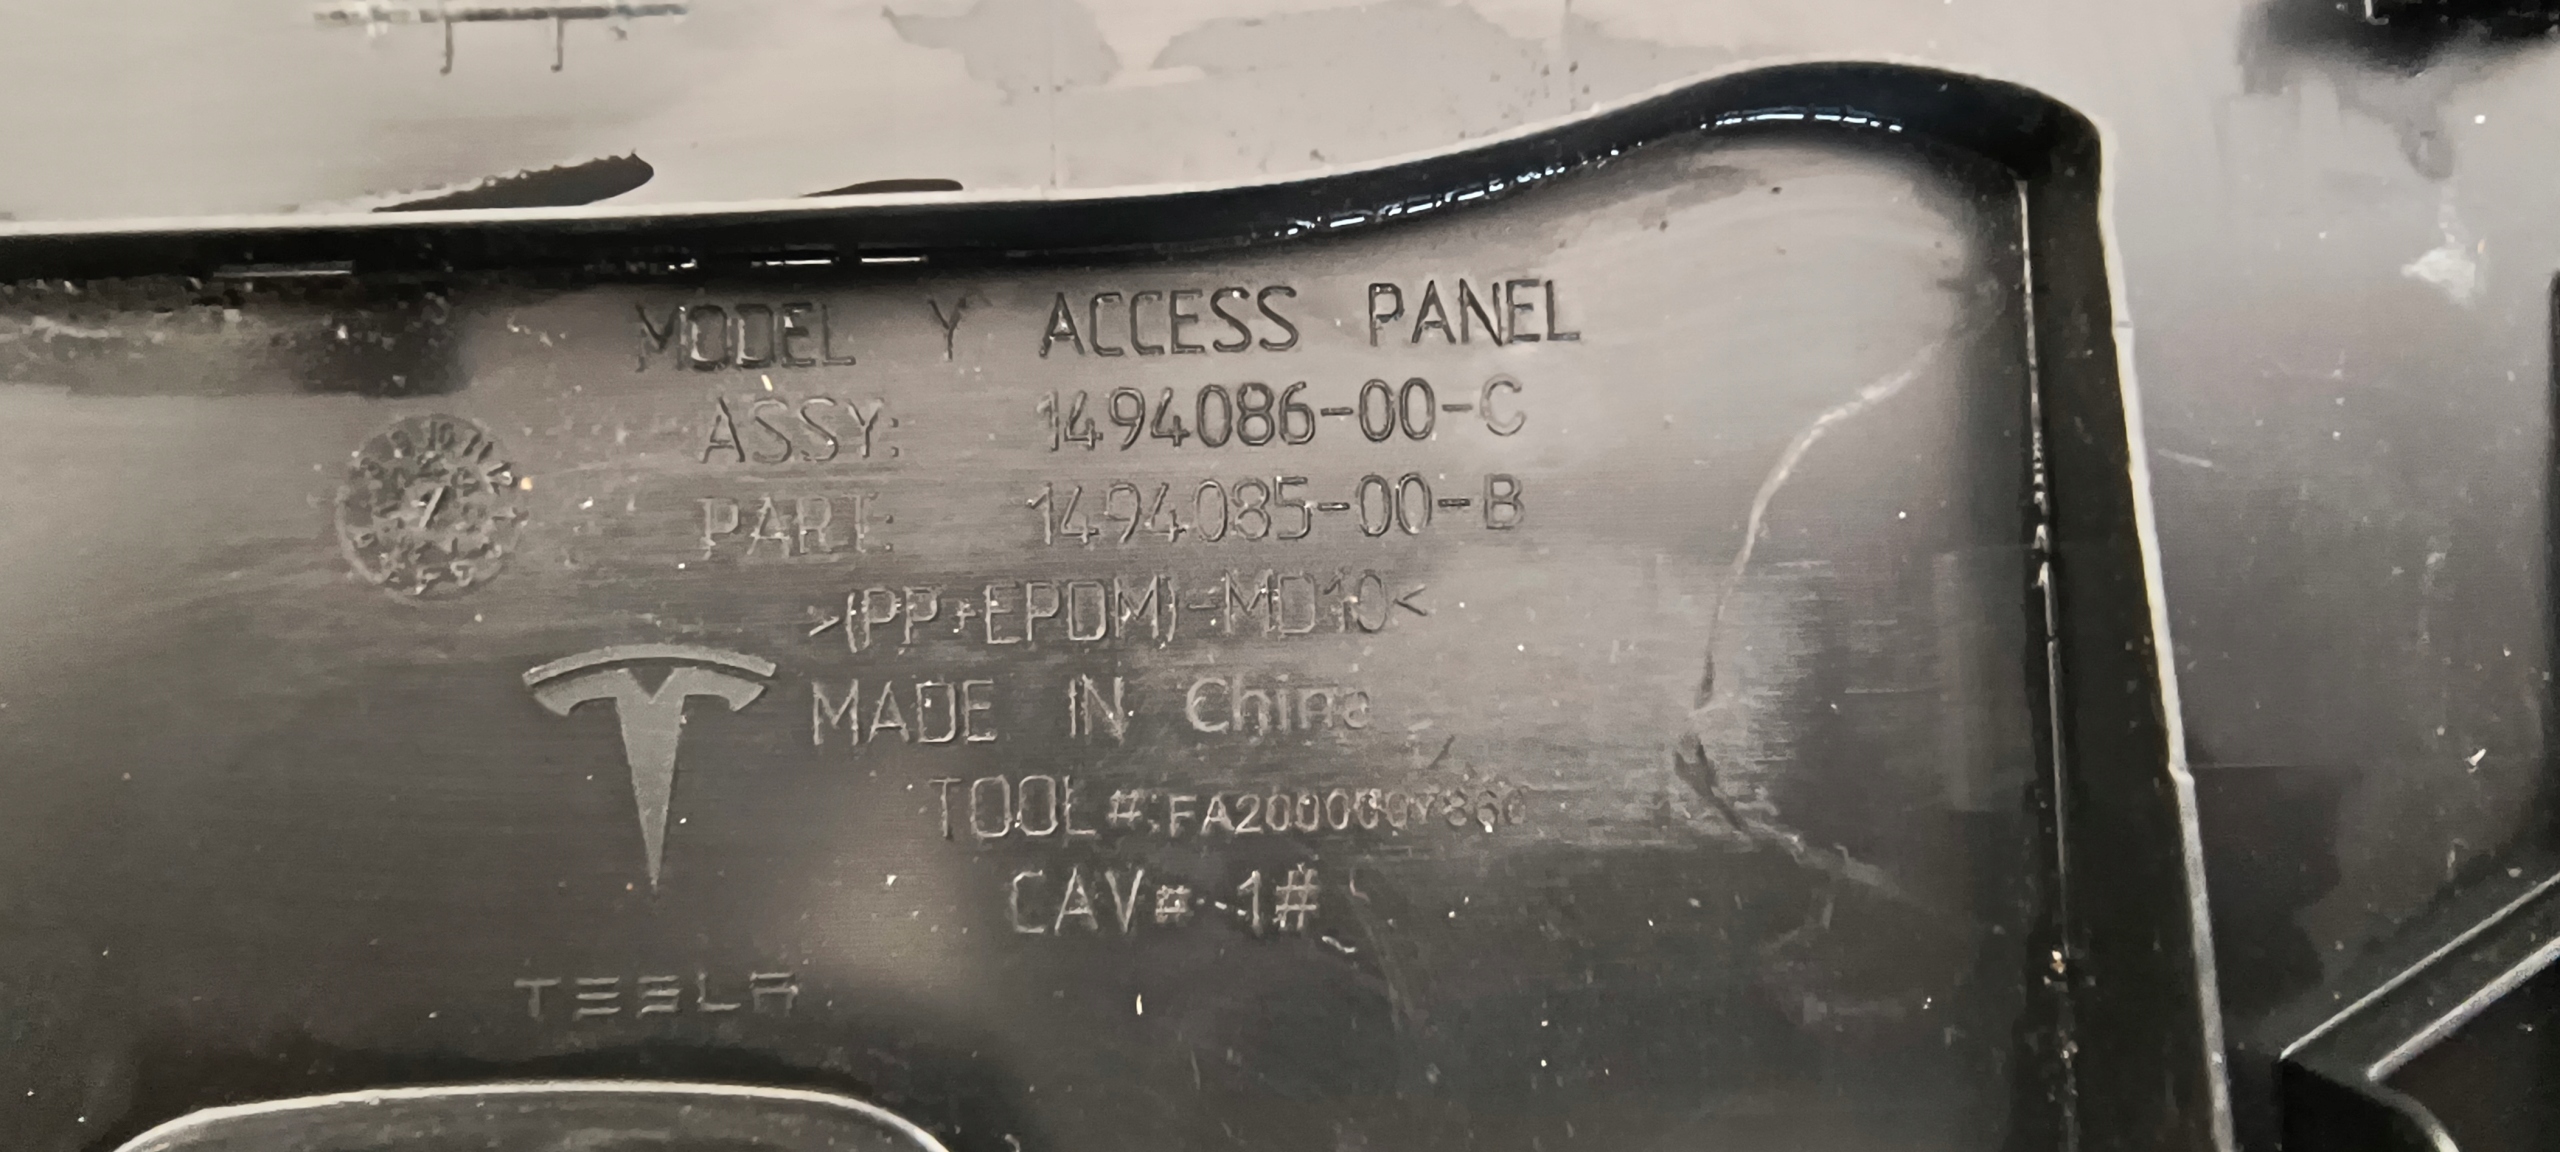 MODEL Y ACCESS PANEL
ASSY: 1494086-00-C
PART: 1494085-00-B
>(PP+EPDM)-MD10<
MADE IN China
TOOL#:FA200000Y860
CAV#:1#
TESLA